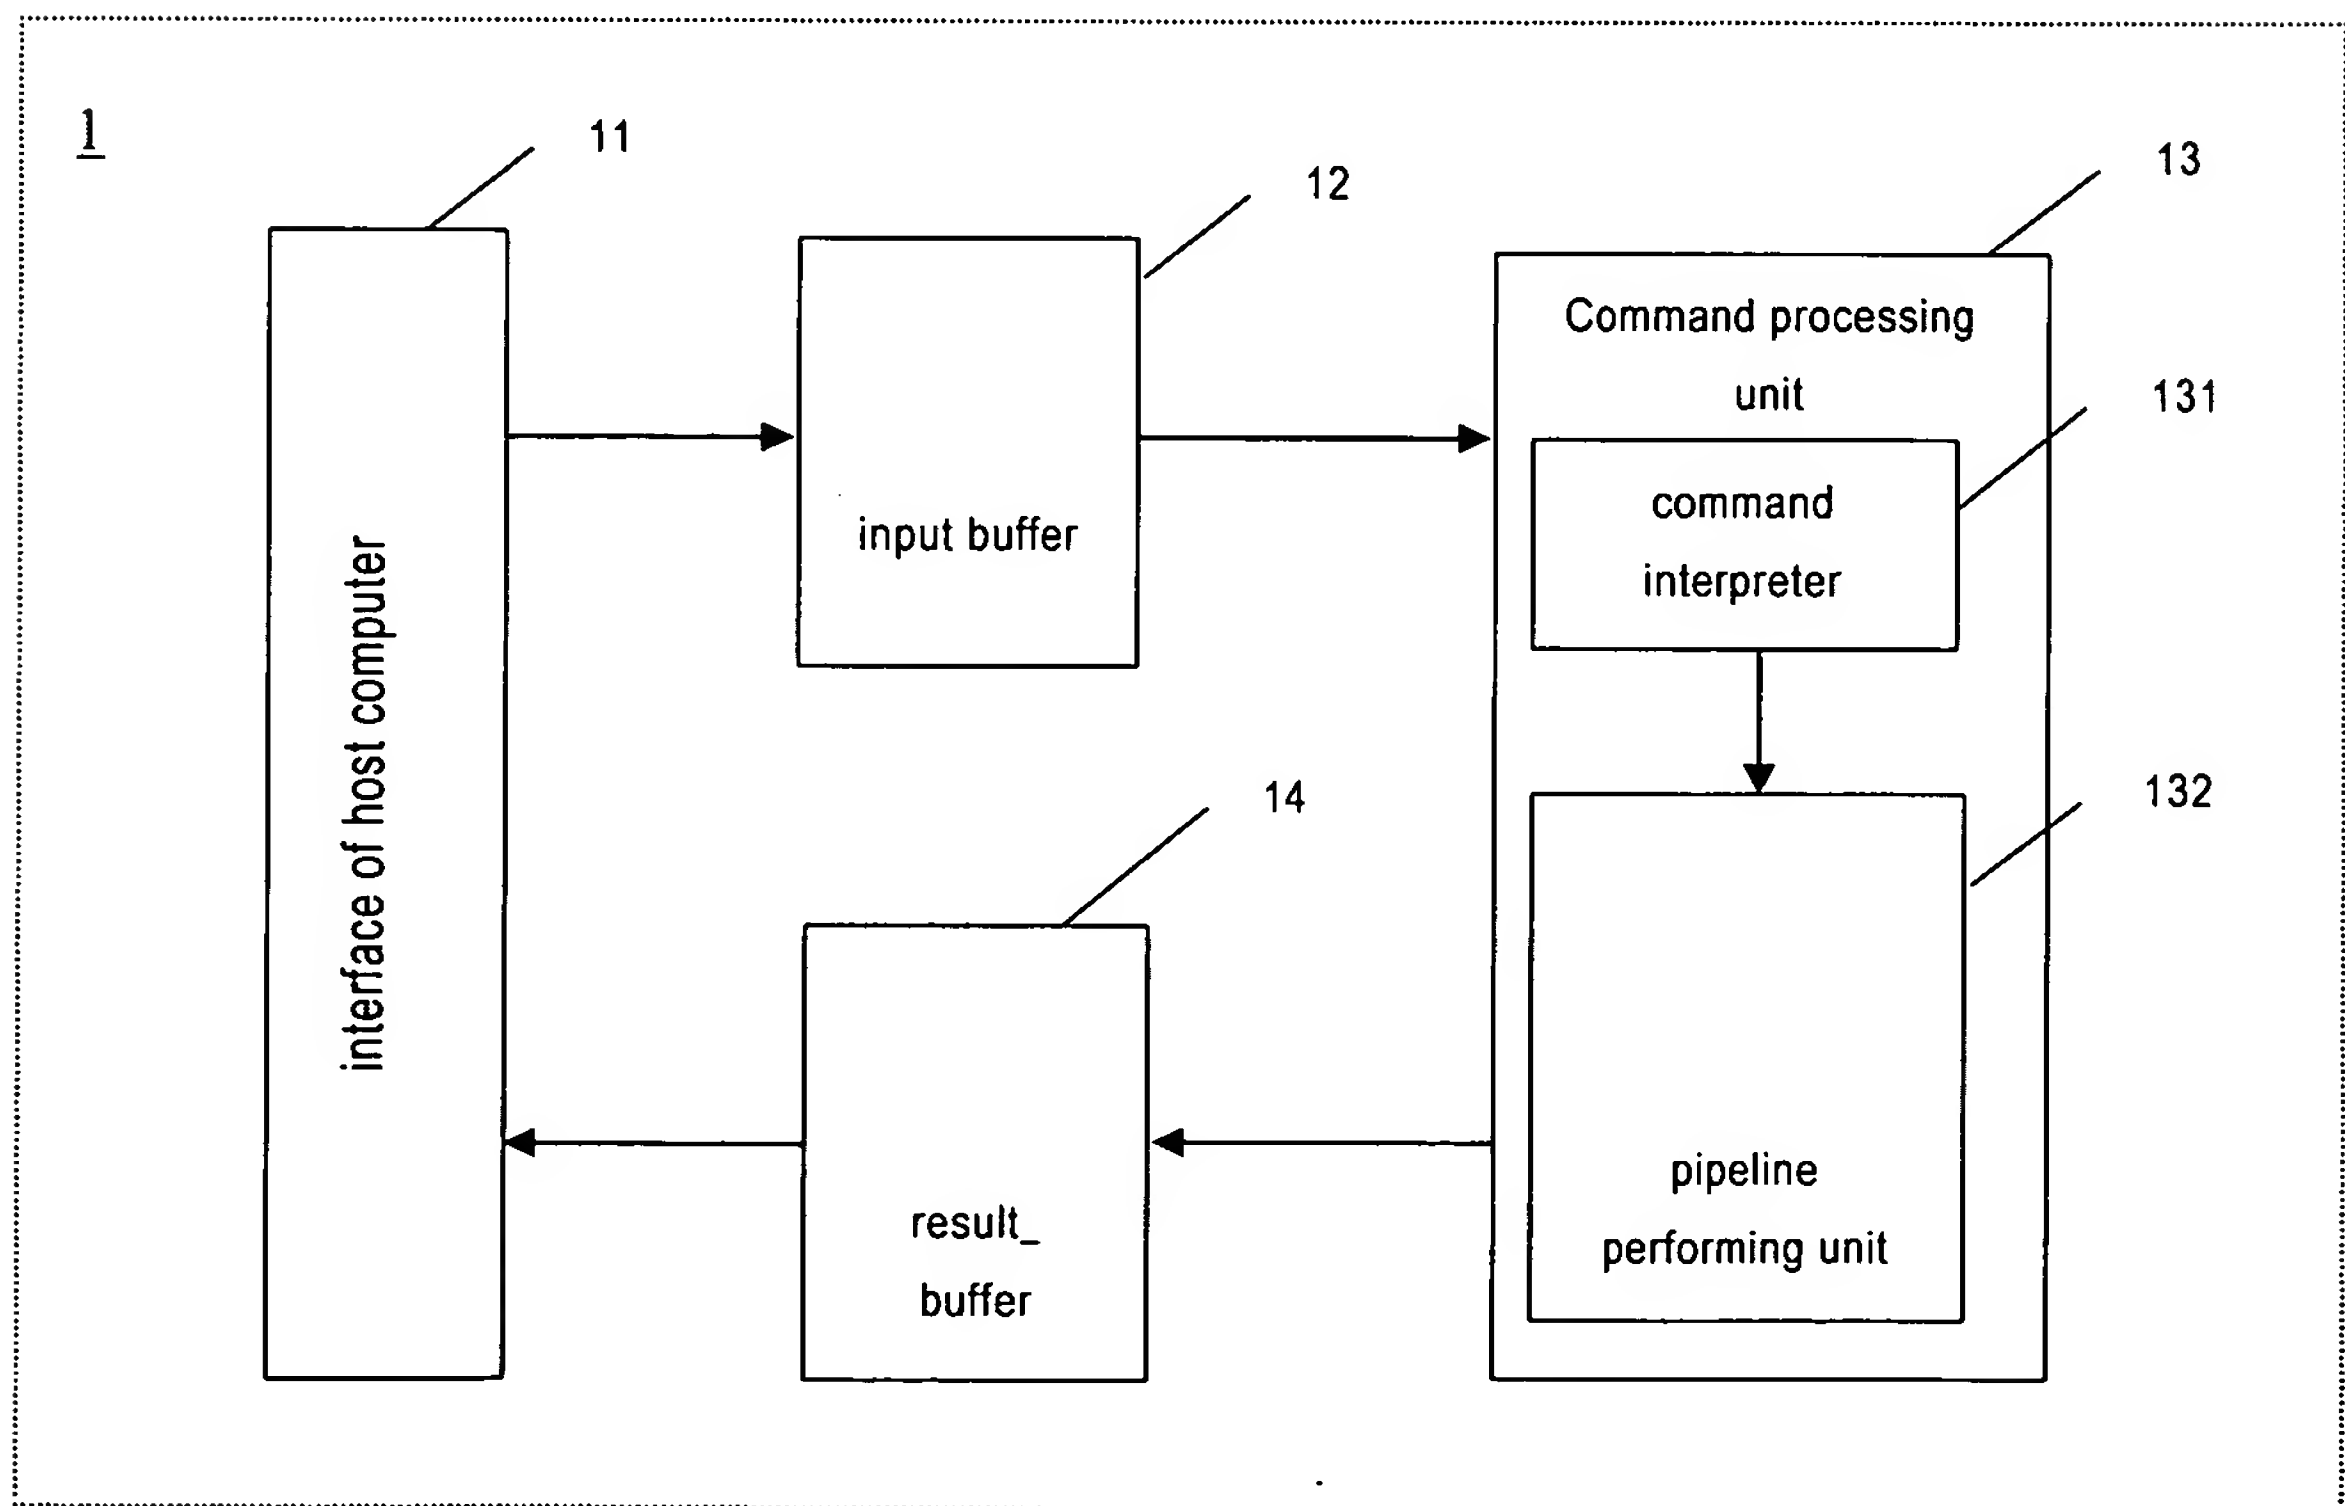 1
11
12
13
Command processing
unit
131
command
interpreter
input buffer
interface of host computer
14
132
result_
buffer
pipeline
performing unit